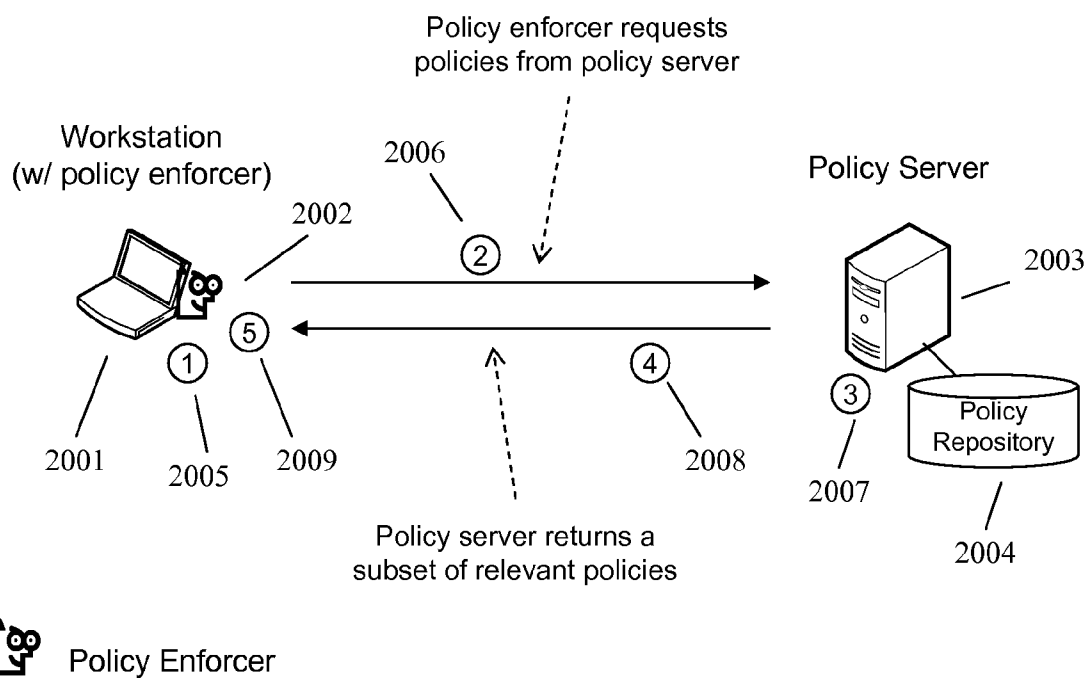 Policy enforcer requests
policies from policy server
Workstation
(w/ policy enforcer)
2006
Policy Server
2002
2
2003
5
1
4
3
Policy
Repository
2001
2005
2009
2008
2007
2004
Policy server returns a
subset of relevant policies
Policy Enforcer